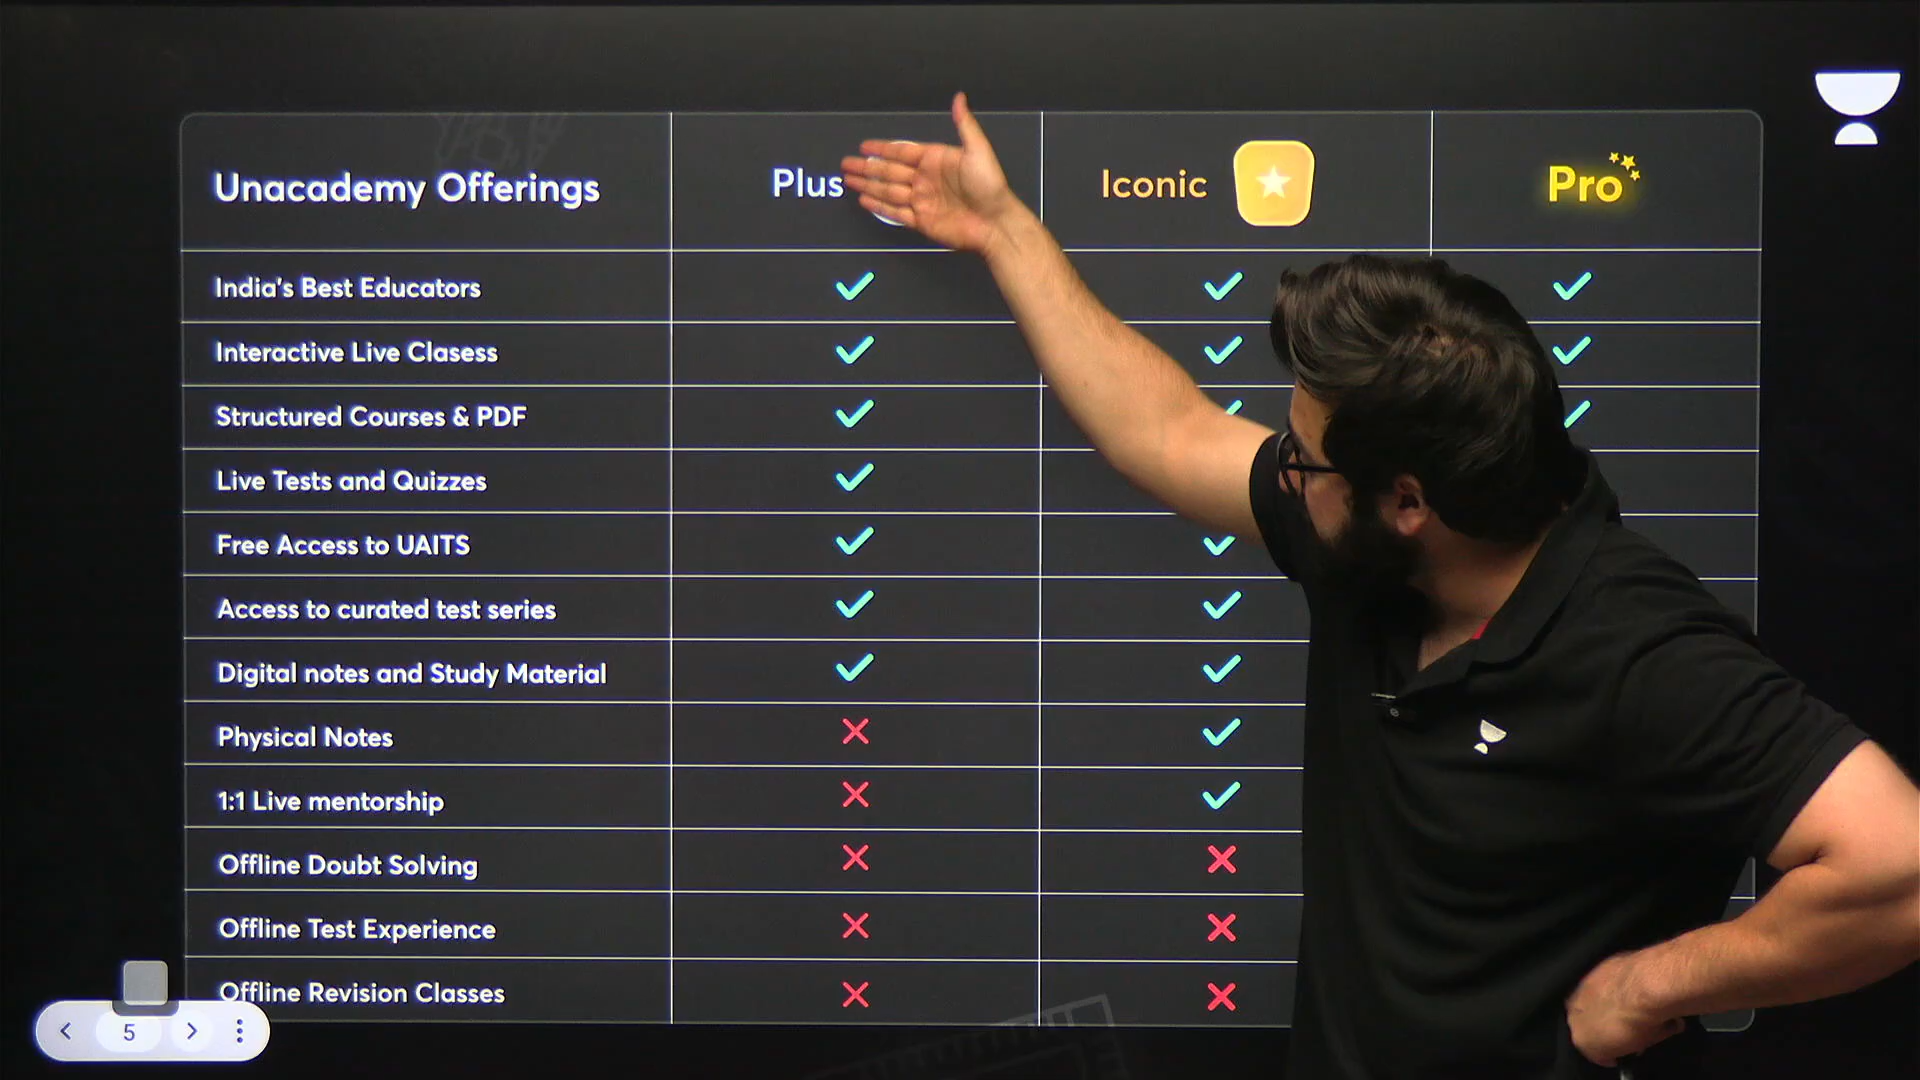 Unacademy Offerings Plus Iconic Pro
India's Best Educators
Interactive Live Clasess
Structured Courses & PDF
Live Tests and Quizzes
Free Access to UAITS
Access to curated test series
Digital notes and Study Material
Physical Notes
1:1 Live mentorship
Offline Doubt Solving
Offline Test Experience
Offline Revision Classes
5